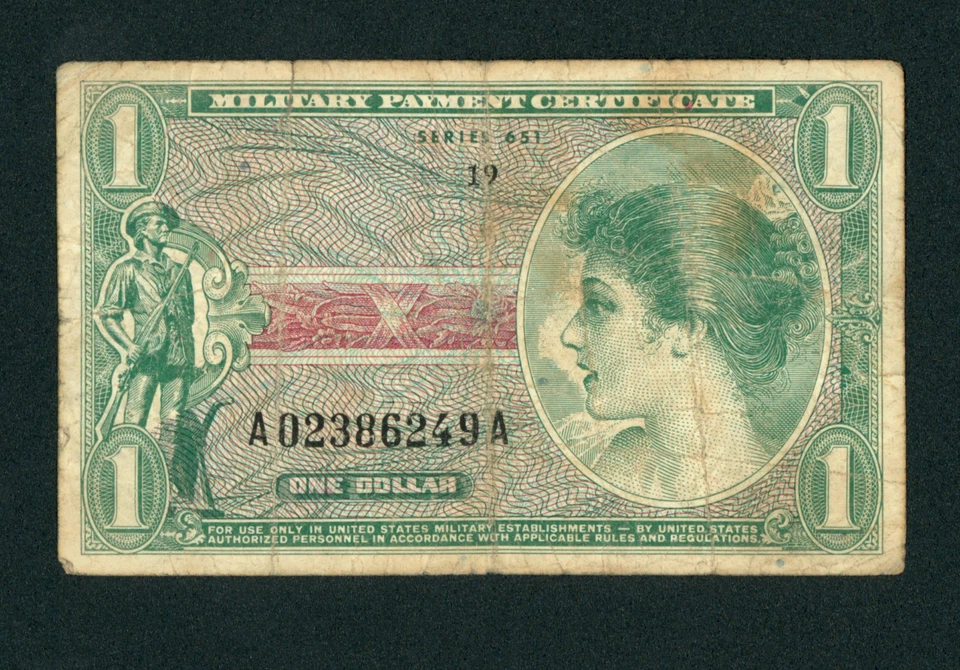 MILITARY PAYMENT CERTIFICATE
1 1
SERIES 651
19
A02386249A
ONE DOLLAR
1 1
FOR USE ONLY IN UNITED STATES MILITARY ESTABLISHMENTS — BY UNITED STATES
AUTHORIZED PERSONNEL IN ACCORDANCE WITH APPLICABLE RULES AND REGULATIONS.